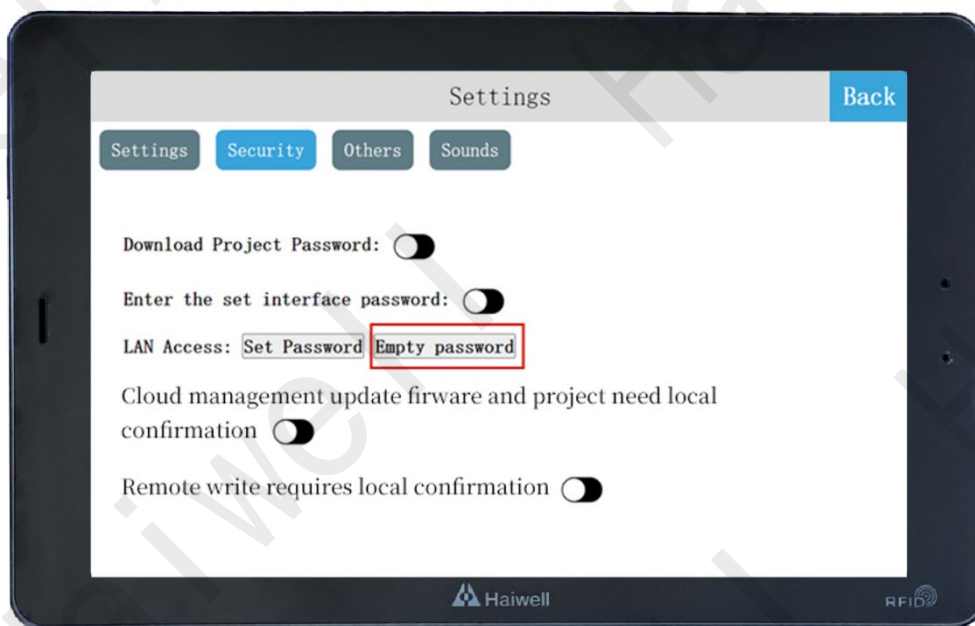 Settings
Back
Settings Security Others Sounds
Download Project Password:
Enter the set interface password:
LAN Access: Set Password Empty password
Cloud management update firware and project need local
confirmation
Remote write requires local confirmation
Haiwell
RFID